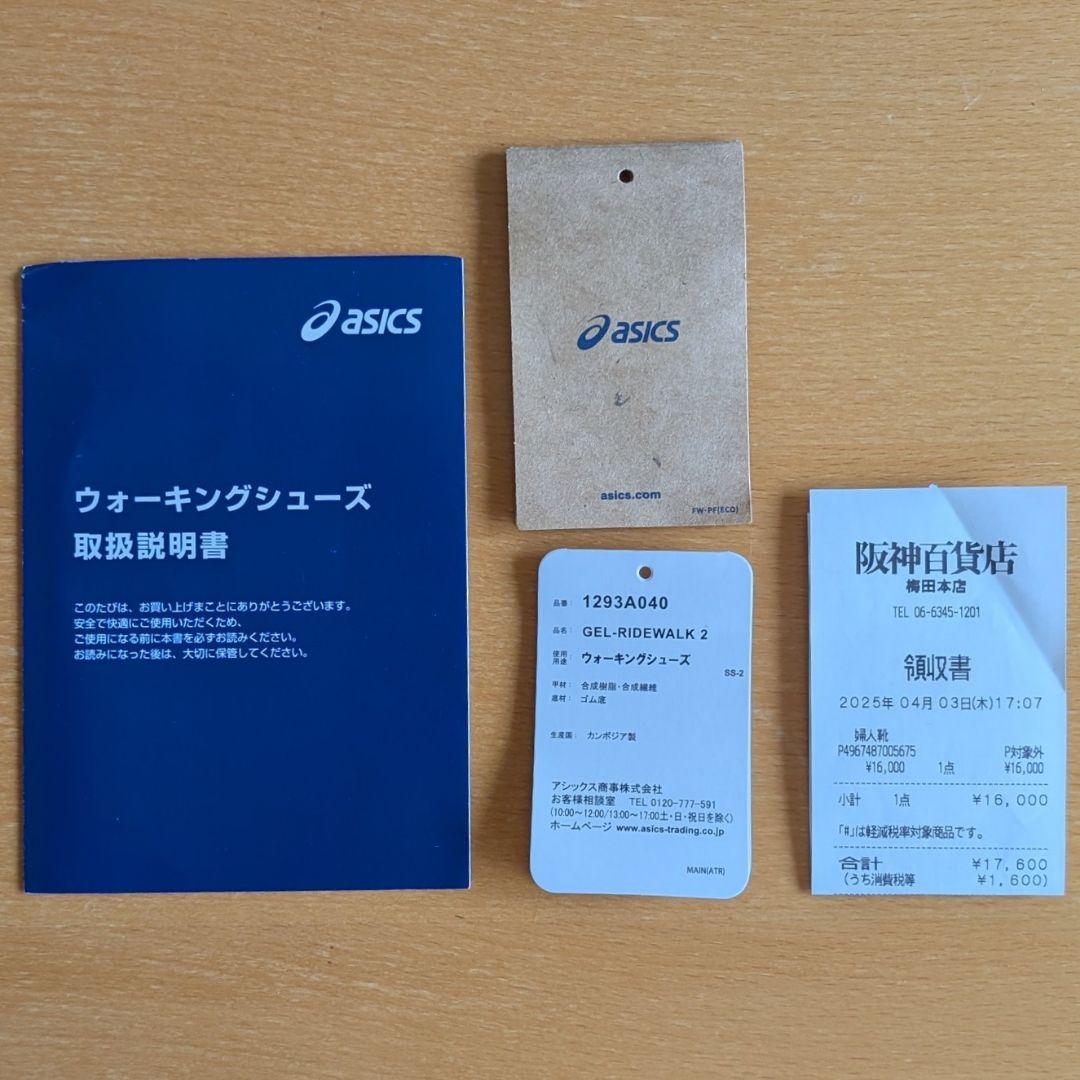 asics
ウォーキングシューズ
取扱説明書
このたびは、お買い上げまことにありがとうございます。
安全で快適にご使用いただくため、
ご使用になる前に本書を必ずお読みください。
お読みになった後は、大切に保管してください。
asics
asics.com
FW-PF(ECO)
品番: 1293A040
品名: GEL-RIDEWALK 2
使用用途: ウォーキングシューズ
SS-2
甲材: 合成樹脂・合成繊維
底材: ゴム底
生産国: カンボジア製
アシックス商事株式会社
お客様相談室 TEL 0120-777-591
(10:00〜12:00/13:00〜17:00土・日・祝日を除く)
ホームページ www.asics-trading.co.jp
MAIN(ATR)
阪神百貨店
梅田本店
TEL 06-6345-1201
領収書
2025年 04月 03日(木)17:07
婦人靴
P4967487005675 P対象外
¥16,000 1点 ¥16,000
小計 1点 ¥16,000
「#」は軽減税率対象商品です。
合計 ¥17,600
(うち消費税等 ¥1,600)